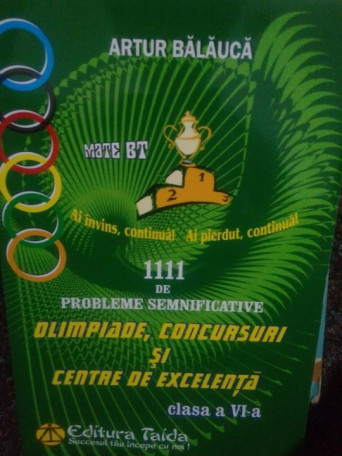 ARTUR BĂLĂUCĂ
MATE BT
1
2
3
Ai învins, continuă! Ai pierdut, continuă!
1111
DE
PROBLEME SEMNIFICATIVE
OLIMPIADE, CONCURSURI
ŞI
CENTRE DE EXCELENŢĂ
clasa a VI-a
Editura Taida
Succesul tău începe cu noi!